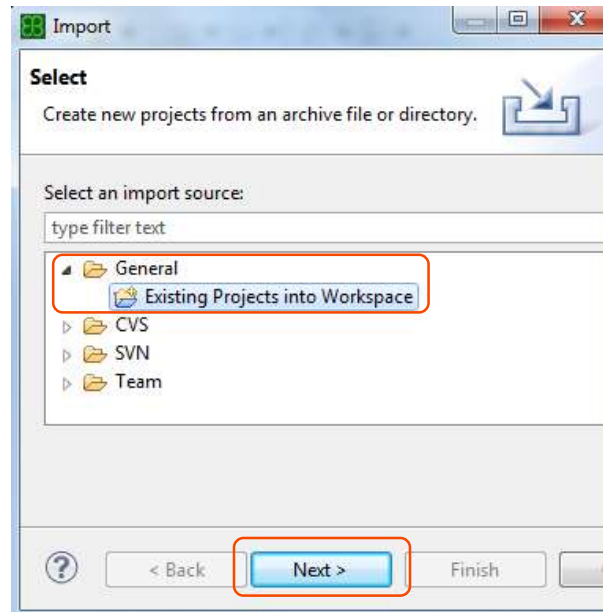 Import
Select
Create new projects from an archive file or directory.
Select an import source:
type filter text
General
Existing Projects into Workspace
CVS
SVN
Team
? < Back Next > Finish